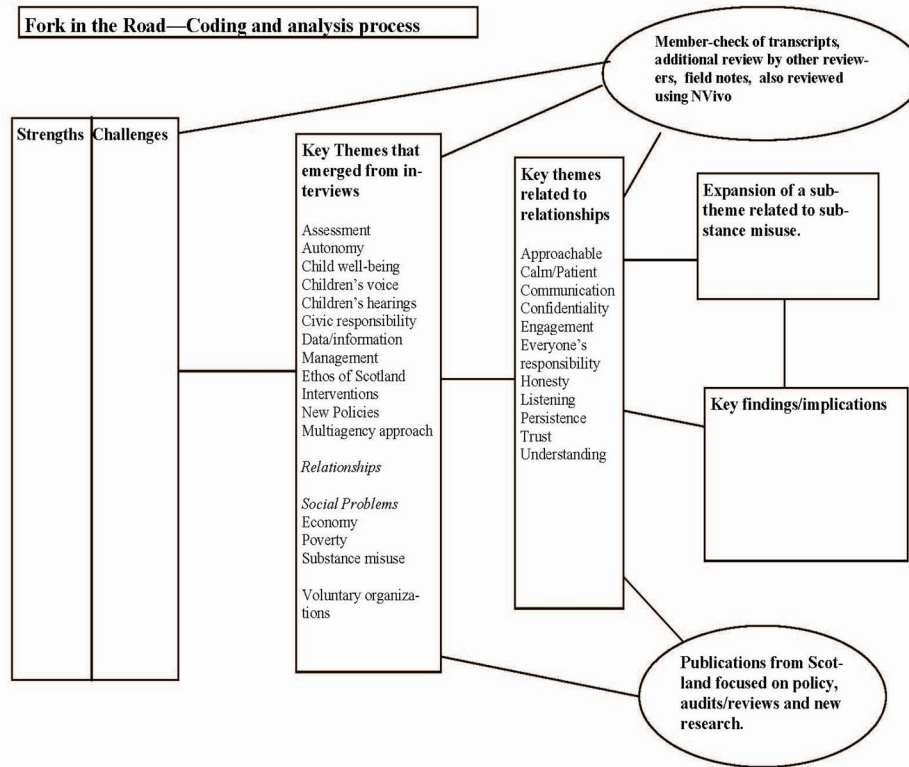 Fork in the Road—Coding and analysis process
Member-check of transcripts,
additional review by other review-
ers, field notes, also reviewed
using NVivo
Strengths
Challenges
Key Themes that
emerged from in-
terviews
Assessment
Autonomy
Child well-being
Children's voice
Children's hearings
Civic responsibility
Data/information
Management
Ethos of Scotland
Interventions
New Policies
Multiagency approach
Relationships
Social Problems
Economy
Poverty
Substance misuse
Voluntary organiza-
tions
Key themes
related to
relationships
Approachable
Calm/Patient
Communication
Confidentiality
Engagement
Everyone's
responsibility
Honesty
Listening
Persistence
Trust
Understanding
Expansion of a sub-
theme related to sub-
stance misuse.
Key findings/implications
Publications from Scot-
land focused on policy,
audits/reviews and new
research.